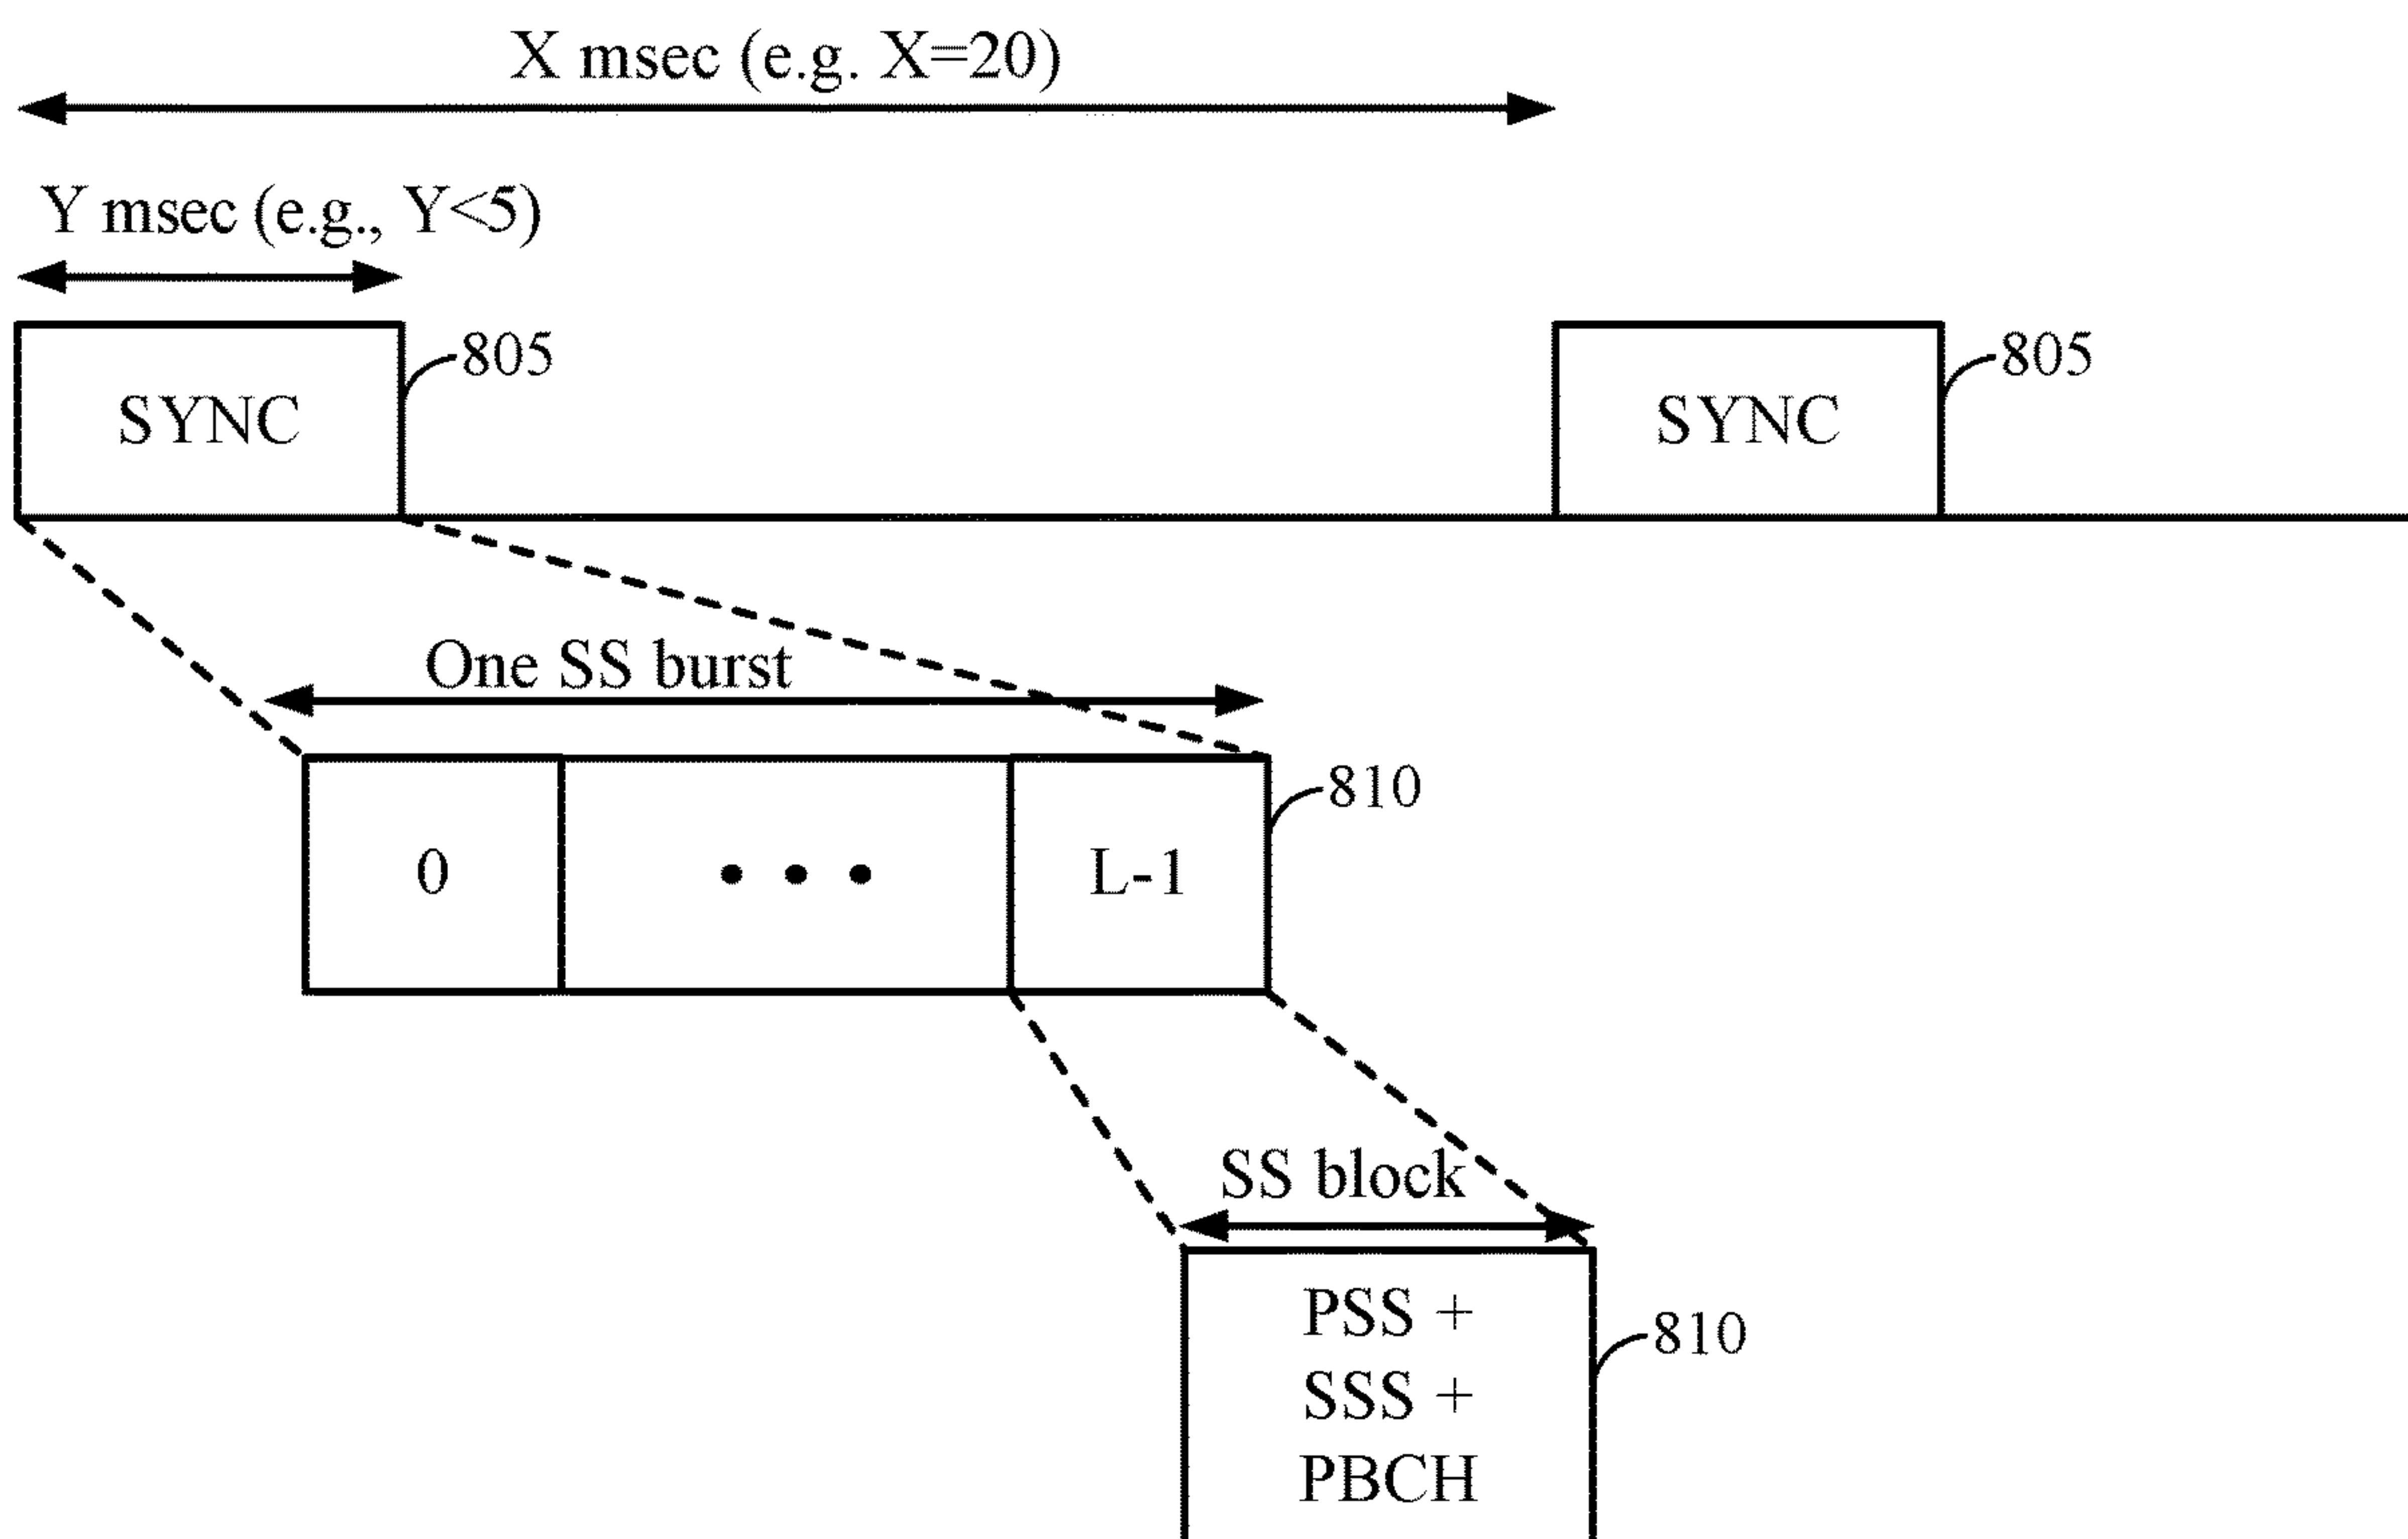 X msec (e.g. X=20)
Y msec (e.g., Y<5)
SYNC
805
SYNC
805
One SS burst
0
L-1
810
SS block
PSS +
SSS +
PBCH
810